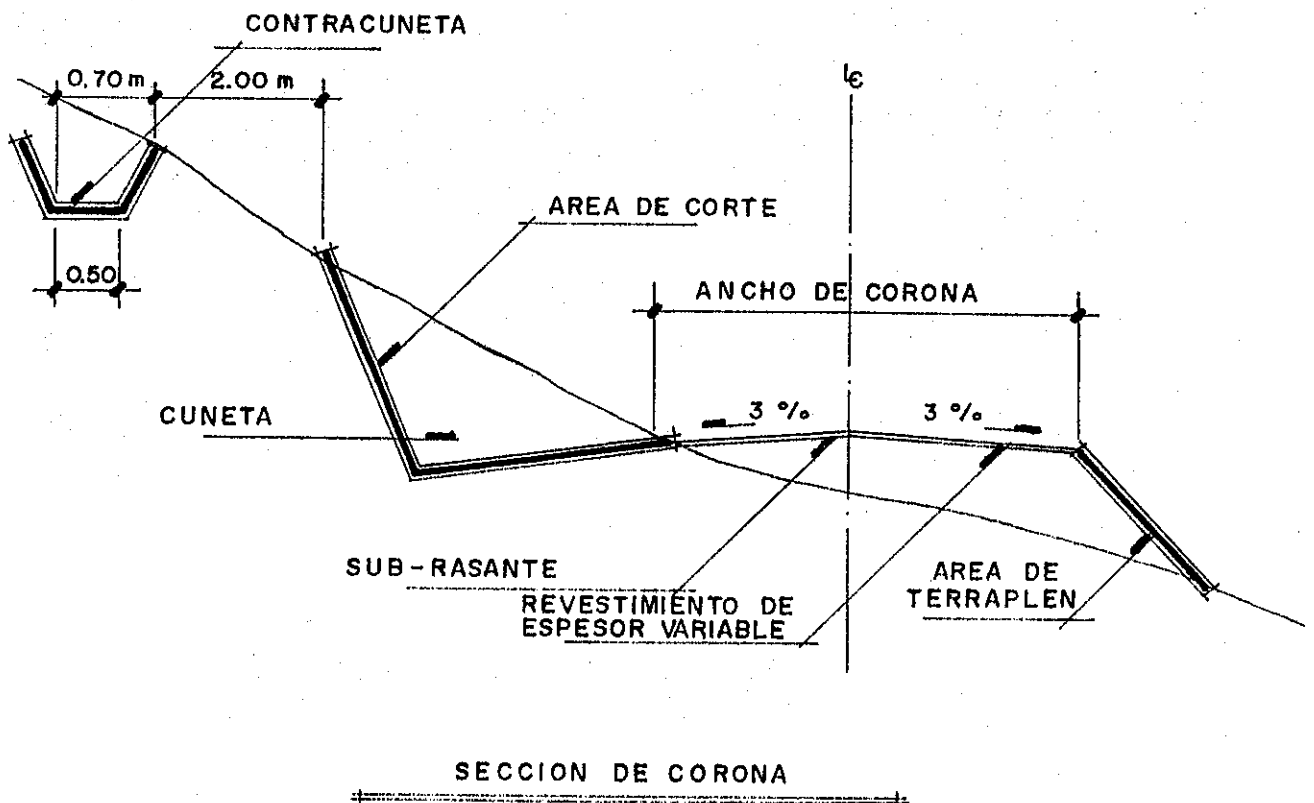 CONTRACUNETA
0.70 m
2.00 m
℄
AREA DE CORTE
0.50
ANCHO DE CORONA
CUNETA
3 %
3 %
SUB-RASANTE
REVESTIMIENTO DE
ESPESOR VARIABLE
AREA DE
TERRAPLEN
SECCION DE CORONA